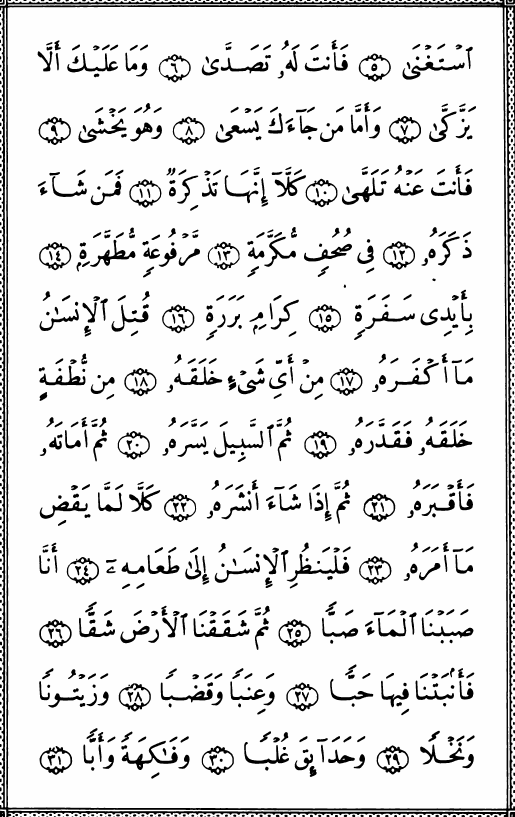 ٱسْتَغْنَىٰ ٥ فَأَنتَ لَهُۥ تَصَدَّىٰ ٦ وَمَا عَلَيْكَ أَلَّا
يَزَّكَّىٰ ٧ وَأَمَّا مَن جَآءَكَ يَسْعَىٰ ٨ وَهُوَ يَخْشَىٰ ٩
فَأَنتَ عَنْهُ تَلَهَّىٰ ١٠ كَلَّآ إِنَّهَا تَذْكِرَةٌ ١١ فَمَن شَآءَ
ذَكَرَهُۥ ١٢ فِى صُحُفٍ مُّكَرَّمَةٍ ١٣ مَّرْفُوعَةٍ مُّطَهَّرَةٍۭ ١٤
بِأَيْدِى سَفَرَةٍ ١٥ كِرَامٍۭ بَرَرَةٍ ١٦ قُتِلَ ٱلْإِنسَـٰنُ
مَآ أَكْفَرَهُۥ ١٧ مِنْ أَىِّ شَىْءٍ خَلَقَهُۥ ١٨ مِن نُّطْفَةٍ
خَلَقَهُۥ فَقَدَّرَهُۥ ١٩ ثُمَّ ٱلسَّبِيلَ يَسَّرَهُۥ ٢٠ ثُمَّ أَمَاتَهُۥ
فَأَقْبَرَهُۥ ٢١ ثُمَّ إِذَا شَآءَ أَنشَرَهُۥ ٢٢ كَلَّا لَمَّا يَقْضِ
مَآ أَمَرَهُۥ ٢٣ فَلْيَنظُرِ ٱلْإِنسَـٰنُ إِلَىٰ طَعَامِهِۦٓ ٢٤ أَنَّا
صَبَبْنَا ٱلْمَآءَ صَبًّا ٢٥ ثُمَّ شَقَقْنَا ٱلْأَرْضَ شَقًّا ٢٦
فَأَنۢبَتْنَا فِيهَا حَبًّا ٢٧ وَعِنَبًا وَقَضْبًا ٢٨ وَزَيْتُونًا
وَنَخْلًا ٢٩ وَحَدَآئِقَ غُلْبًا ٣٠ وَفَـٰكِهَةً وَأَبًّا ٣١